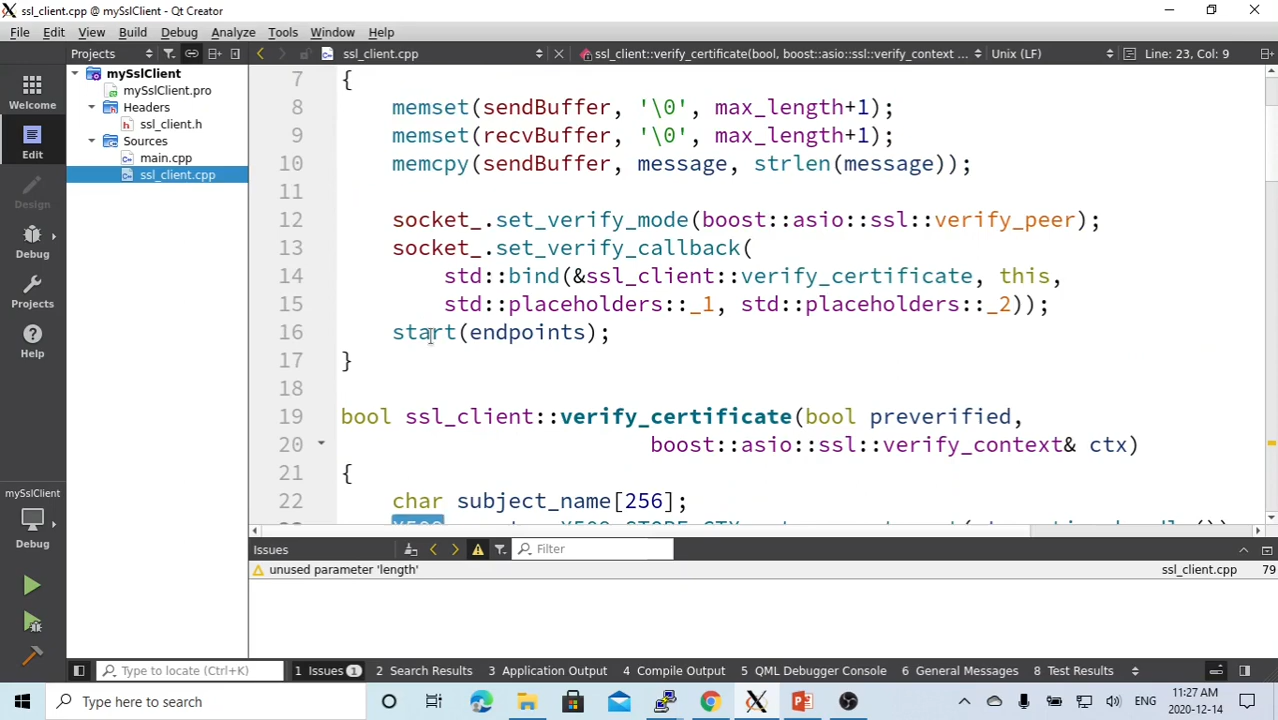 ssl_client.cpp @ mySslClient - Qt Creator
File Edit View Build Debug Analyze Tools Window Help
Projects ssl_client.cpp ssl_client::verify_certificate(bool, boost::asio::ssl::verify_context ... Unix (LF) Line: 23, Col: 9
mySslClient
mySslClient.pro
Headers
ssl_client.h
Sources
main.cpp
ssl_client.cpp
Welcome
Edit
Design
Debug
Projects
Help
mySslClient
Debug
7 {
8 memset(sendBuffer, '\0', max_length+1);
9 memset(recvBuffer, '\0', max_length+1);
10 memcpy(sendBuffer, message, strlen(message));
11
12 socket_.set_verify_mode(boost::asio::ssl::verify_peer);
13 socket_.set_verify_callback(
14 std::bind(&ssl_client::verify_certificate, this,
15 std::placeholders::_1, std::placeholders::_2));
16 start(endpoints);
17 }
18
19 bool ssl_client::verify_certificate(bool preverified,
20 boost::asio::ssl::verify_context& ctx)
21 {
22 char subject_name[256];
Issues Filter
unused parameter 'length' ssl_client.cpp 79
Type to locate (Ctrl+K) 1 Issues 1 2 Search Results 3 Application Output 4 Compile Output 5 QML Debugger Console 6 General Messages 8 Test Results
Type here to search
ENG
11:27 AM
2020-12-14